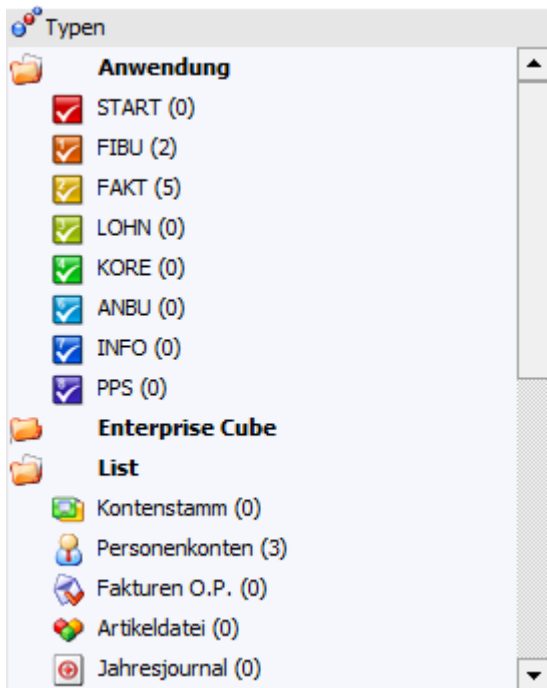 Typen
Anwendung
START (0)
FIBU (2)
FAKT (5)
LOHN (0)
KORE (0)
ANBU (0)
INFO (0)
PPS (0)
Enterprise Cube
List
Kontenstamm (0)
Personenkonten (3)
Fakturen O.P. (0)
Artikeldatei (0)
Jahresjournal (0)